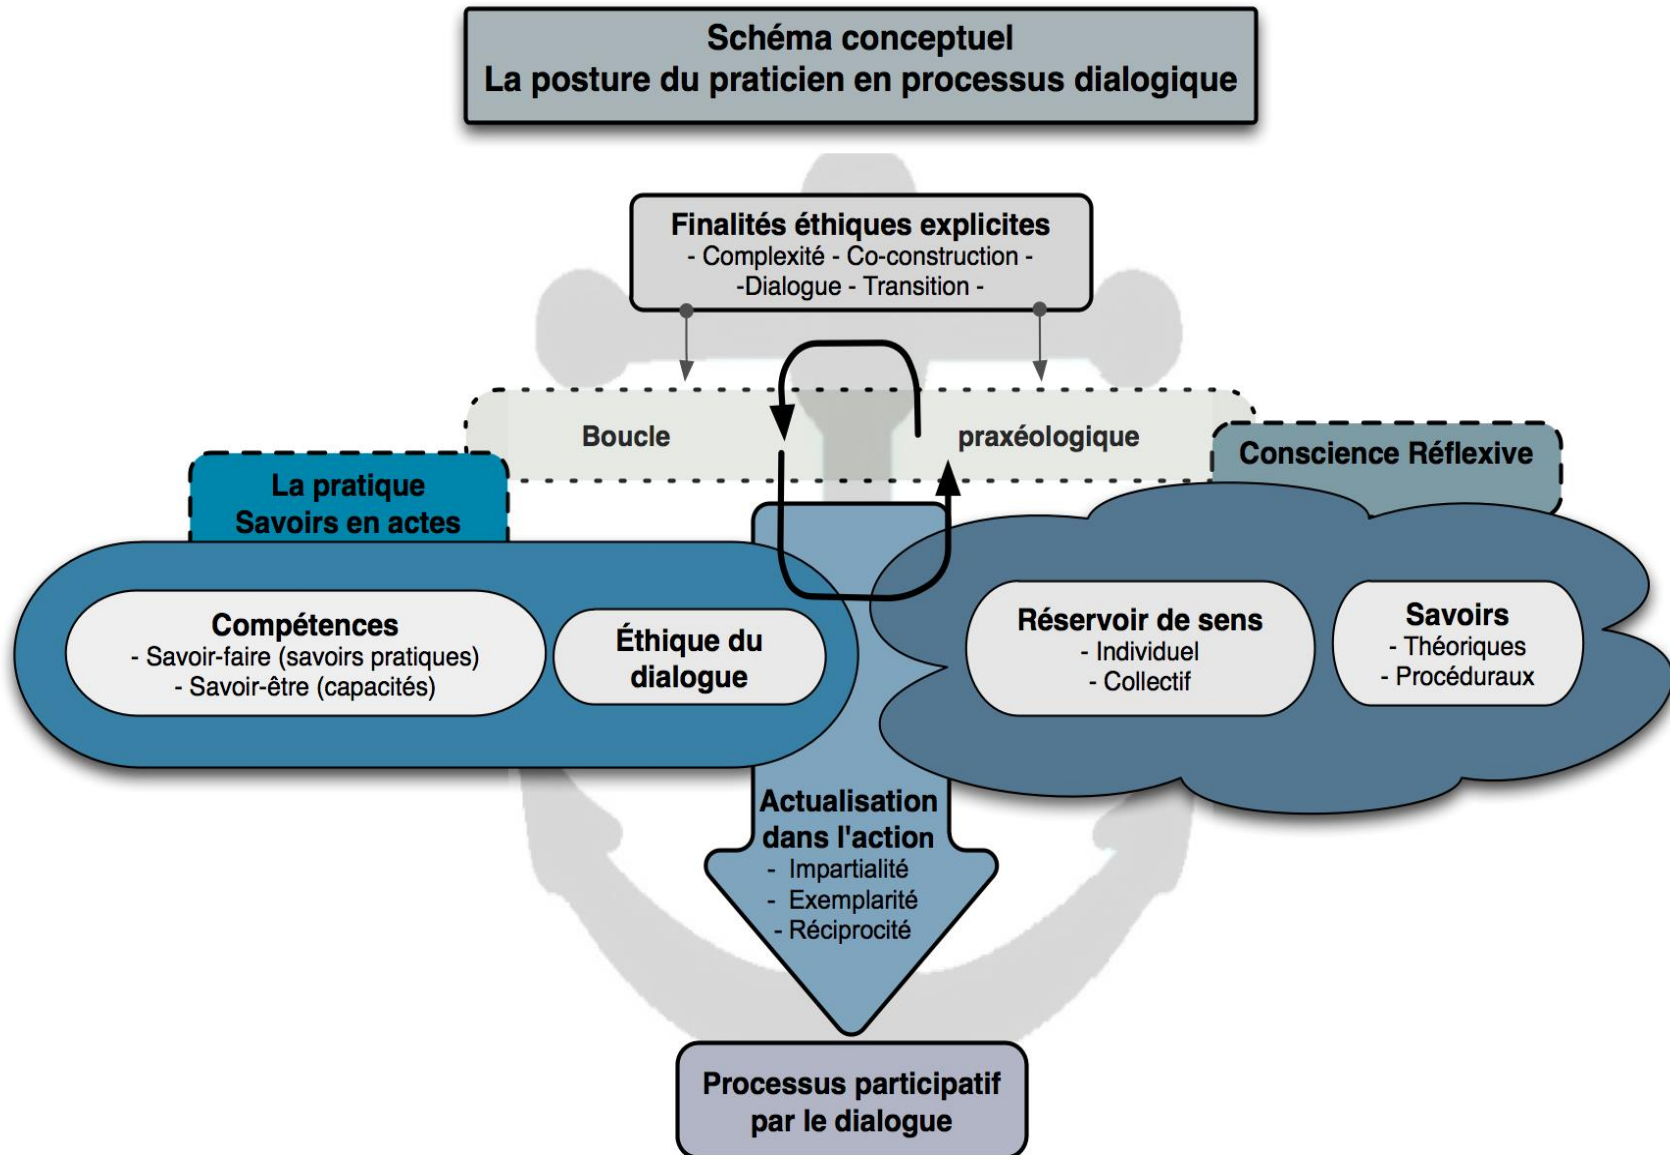 Schéma conceptuel
La posture du praticien en processus dialogique
Finalités éthiques explicites
- Complexité - Co-construction -
-Dialogue - Transition -
Boucle praxéologique
La pratique
Savoirs en actes
Conscience Réflexive
Compétences
- Savoir-faire (savoirs pratiques)
- Savoir-être (capacités)
Éthique du
dialogue
Réservoir de sens
- Individuel
- Collectif
Savoirs
- Théoriques
- Procéduraux
Actualisation
dans l'action
- Impartialité
- Exemplarité
- Réciprocité
Processus participatif
par le dialogue